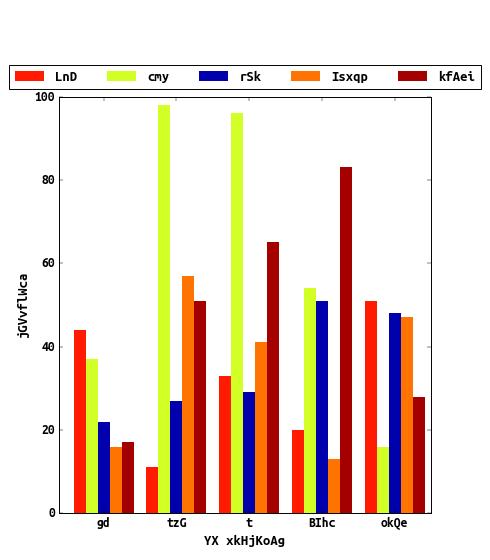 LnD cmy rSk Isxqp kfAei
100
80
60
40
20
0
jGVvflWca
gd tzG t BIhc okQe
YX xkHjKoAg